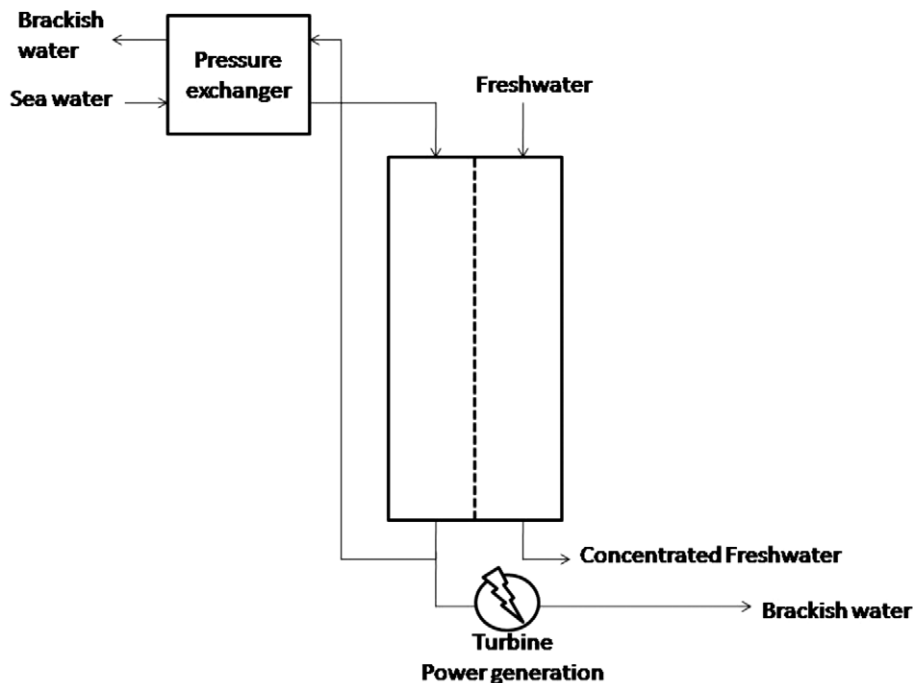 Brackish
water
Sea water
Pressure
exchanger
Freshwater
Concentrated Freshwater
Brackish water
Turbine
Power generation